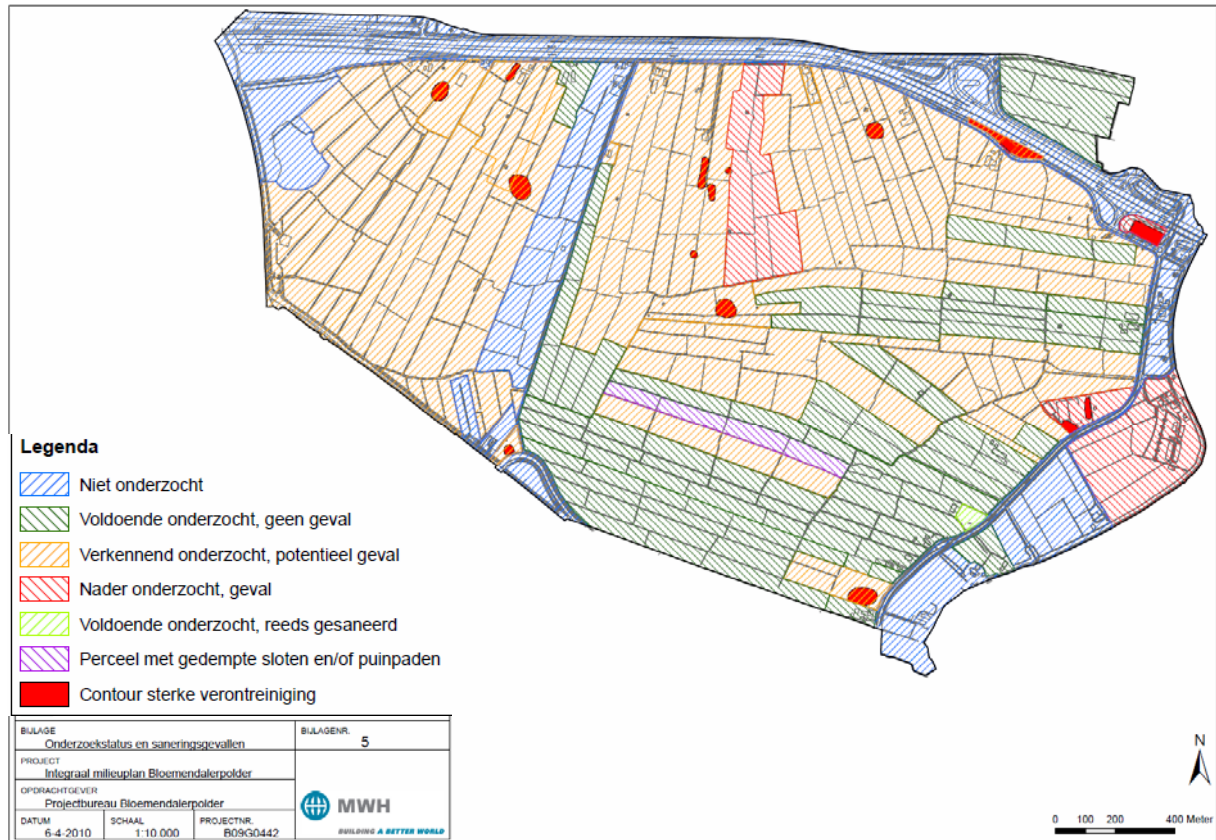 Legenda
Niet onderzocht
Voldoende onderzocht, geen geval
Verkennend onderzocht, potentieel geval
Nader onderzocht, geval
Voldoende onderzocht, reeds gesaneerd
Perceel met gedempte sloten en/of puinpaden
Contour sterke verontreiniging
BIJLAGE
Onderzoekstatus en saneringsgevallen
BIJLAGENR.
5
PROJECT
Integraal milieuplan Bloemendalerpolder
OPDRACHTGEVER
Projectbureau Bloemendalerpolder
DATUM
6-4-2010
SCHAAL
1:10.000
PROJECTNR.
B09G0442
MWH
BUILDING A BETTER WORLD
N
0 100 200 400 Meter